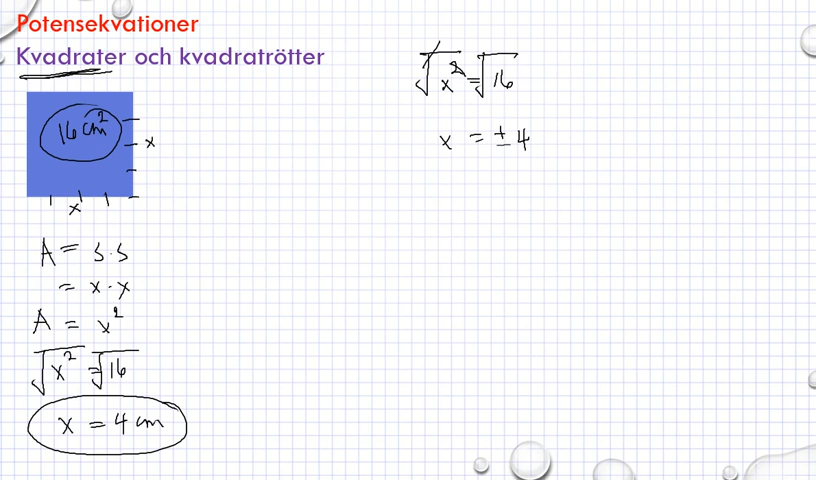 Potensekvationer
Kvadrater och kvadratrötter
16 cm²
x
x
A = s·s
= x·x
A = x²
√x² = √16
x = 4 cm
√x² = √16
x = ±4